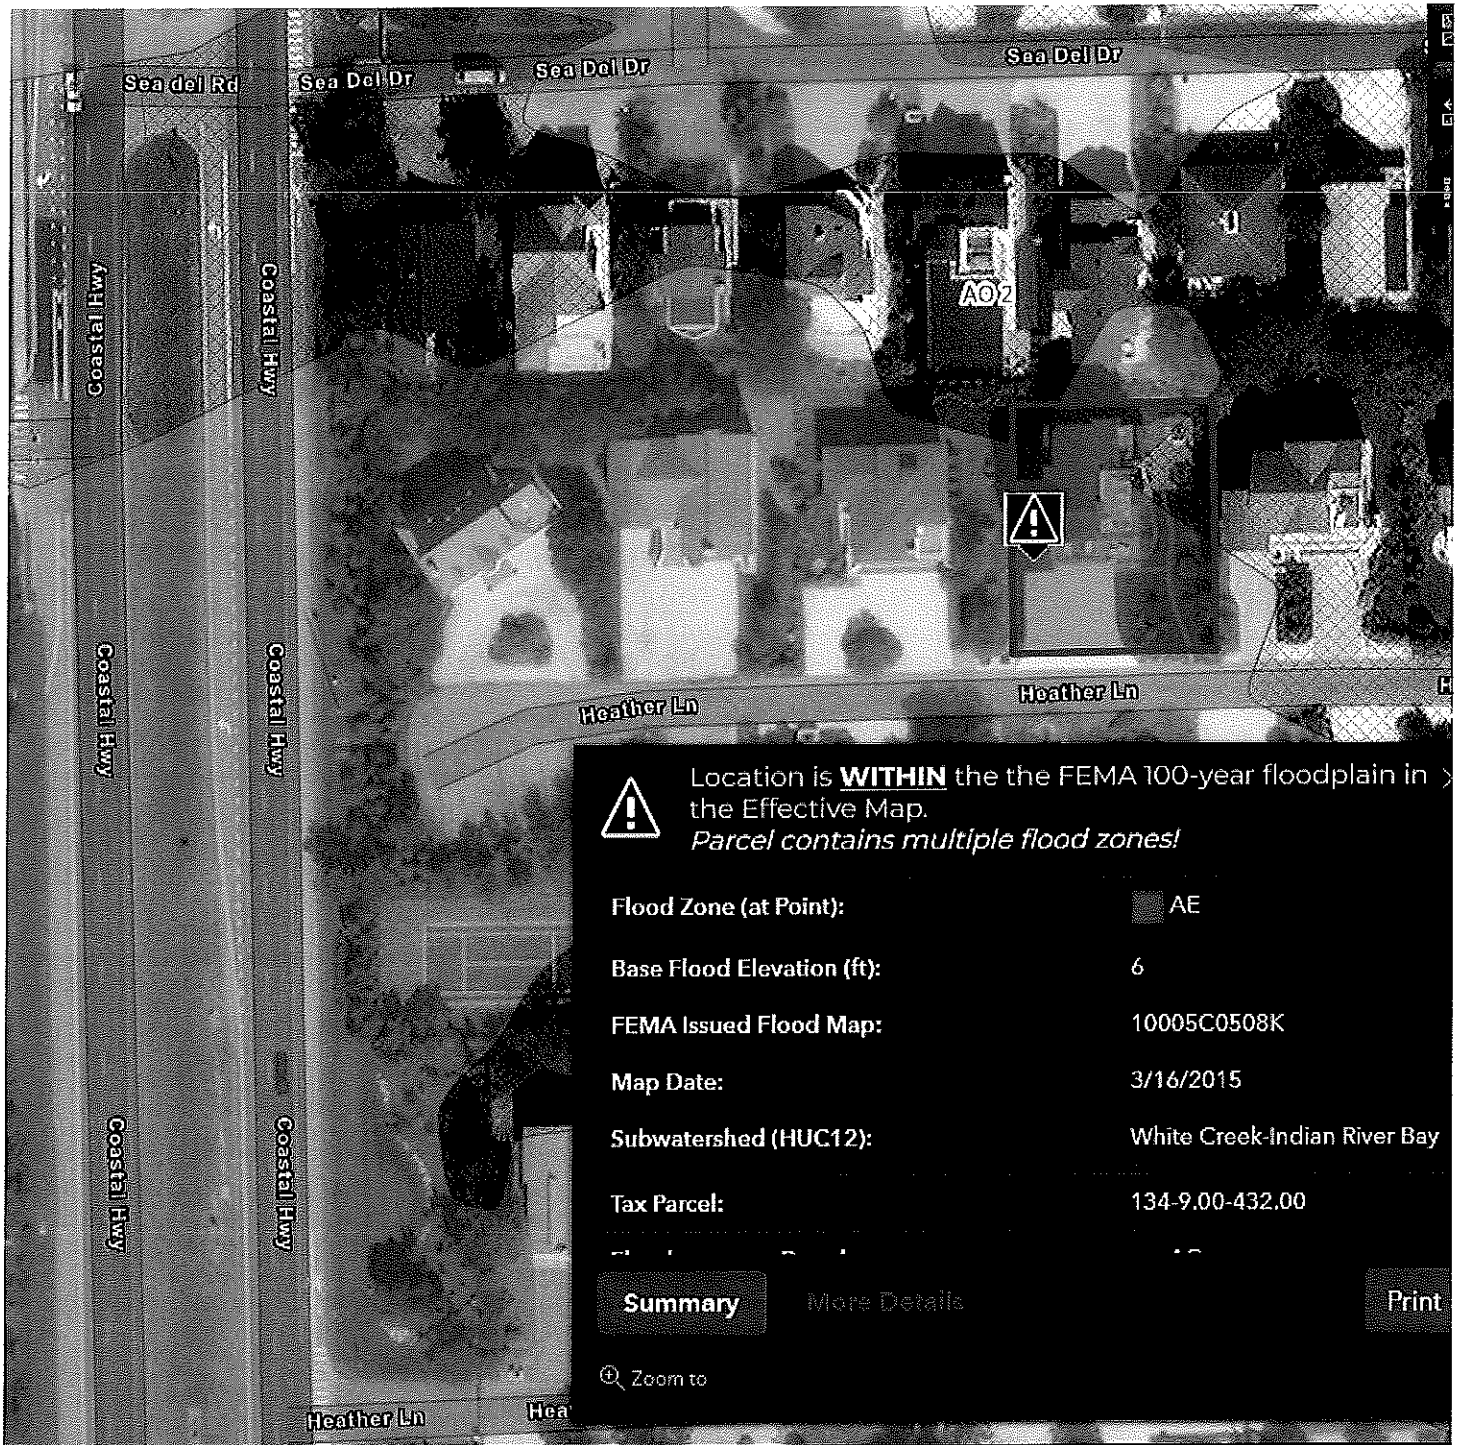 Sea del Rd
Sea Del Dr
Sea Del Dr
Sea Del Dr
Coastal Hwy
Coastal Hwy
AO 2
Coastal Hwy
Coastal Hwy
Heather Ln
Heather Ln
H
Location is WITHIN the the FEMA 100-year floodplain in
the Effective Map.
Parcel contains multiple flood zones!
Flood Zone (at Point): AE
Base Flood Elevation (ft): 6
FEMA Issued Flood Map: 10005C0508K
Map Date: 3/16/2015
Subwatershed (HUC12): White Creek-Indian River Bay
Tax Parcel: 134-9.00-432.00
Coastal Hwy
Coastal Hwy
Summary
More Details
Print
Zoom to
Heather Ln
Hea